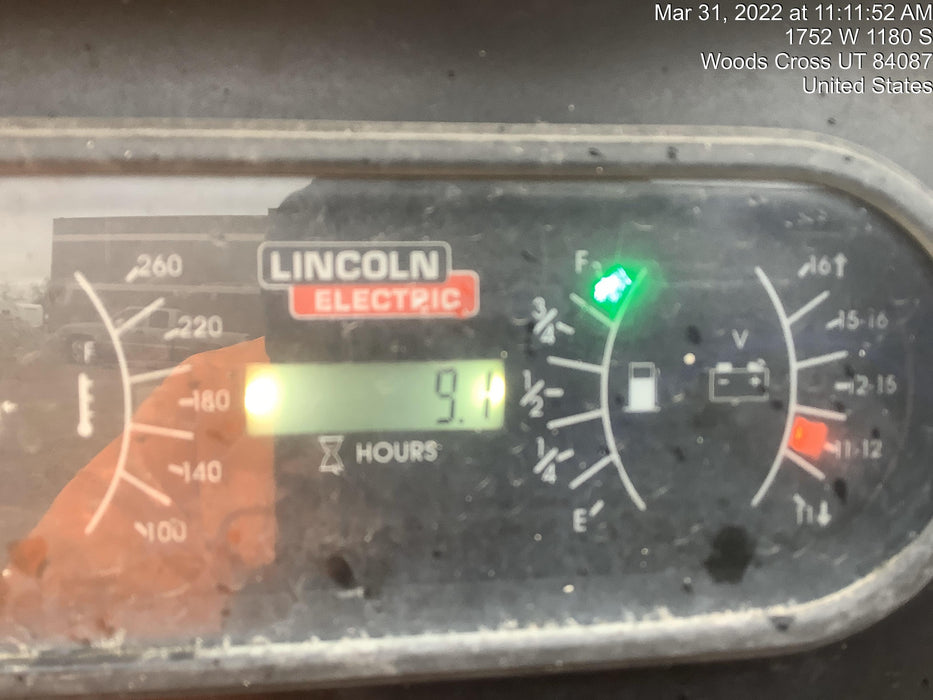 Mar 31, 2022 at 11:11:52 AM
1752 W 1180 S
Woods Cross UT 84087
United States
LINCOLN
ELECTRIC
9.1
HOURS
260
220
F
180
140
100
F
3/4
1/2
1/4
E
V
- +
16↑
15-16
12-15
11-12
11↓